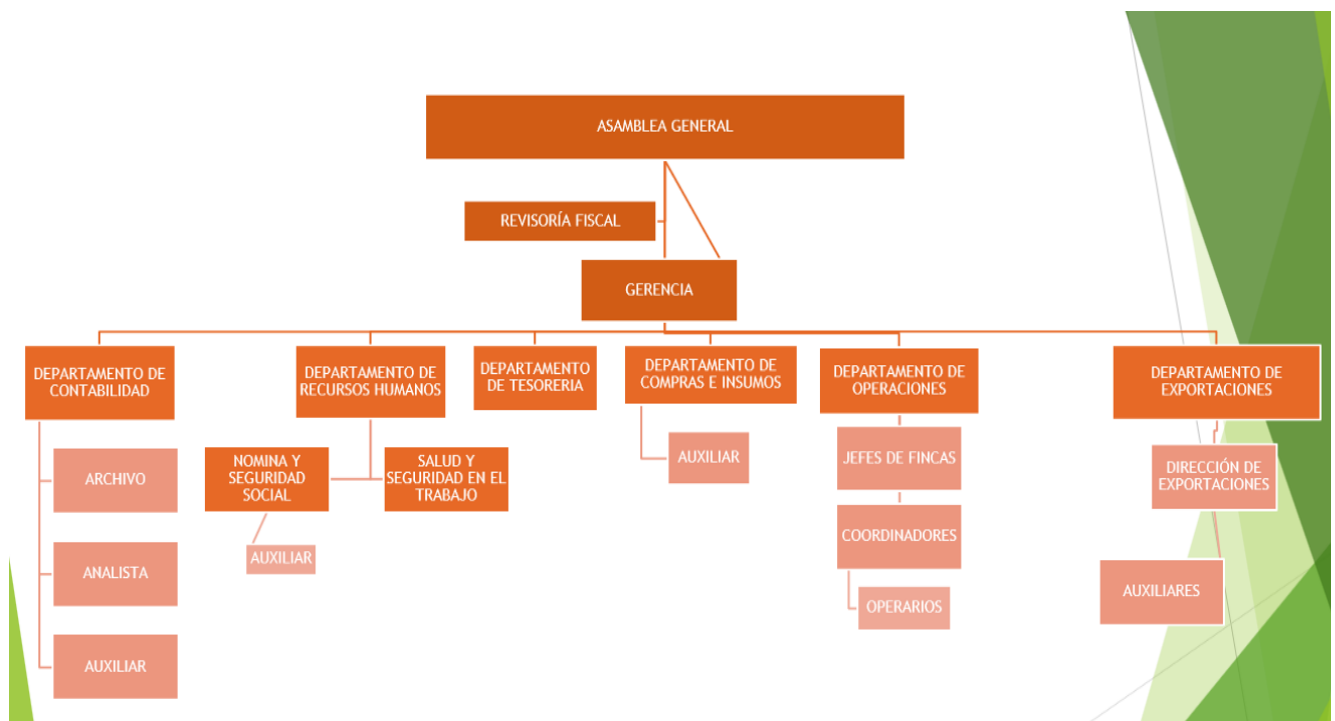 ASAMBLEA GENERAL
REVISORÍA FISCAL
GERENCIA
DEPARTAMENTO DE
CONTABILIDAD
ARCHIVO
ANALISTA
AUXILIAR
DEPARTAMENTO DE
RECURSOS HUMANOS
NOMINA Y
SEGURIDAD
SOCIAL
AUXILIAR
SALUD Y
SEGURIDAD EN EL
TRABAJO
DEPARTAMENTO
DE TESORERIA
DEPARTAMENTO DE
COMPRAS E INSUMOS
AUXILIAR
DEPARTAMENTO DE
OPERACIONES
JEFES DE FINCAS
COORDINADORES
OPERARIOS
DEPARTAMENTO DE
EXPORTACIONES
DIRECCIÓN DE
EXPORTACIONES
AUXILIARES